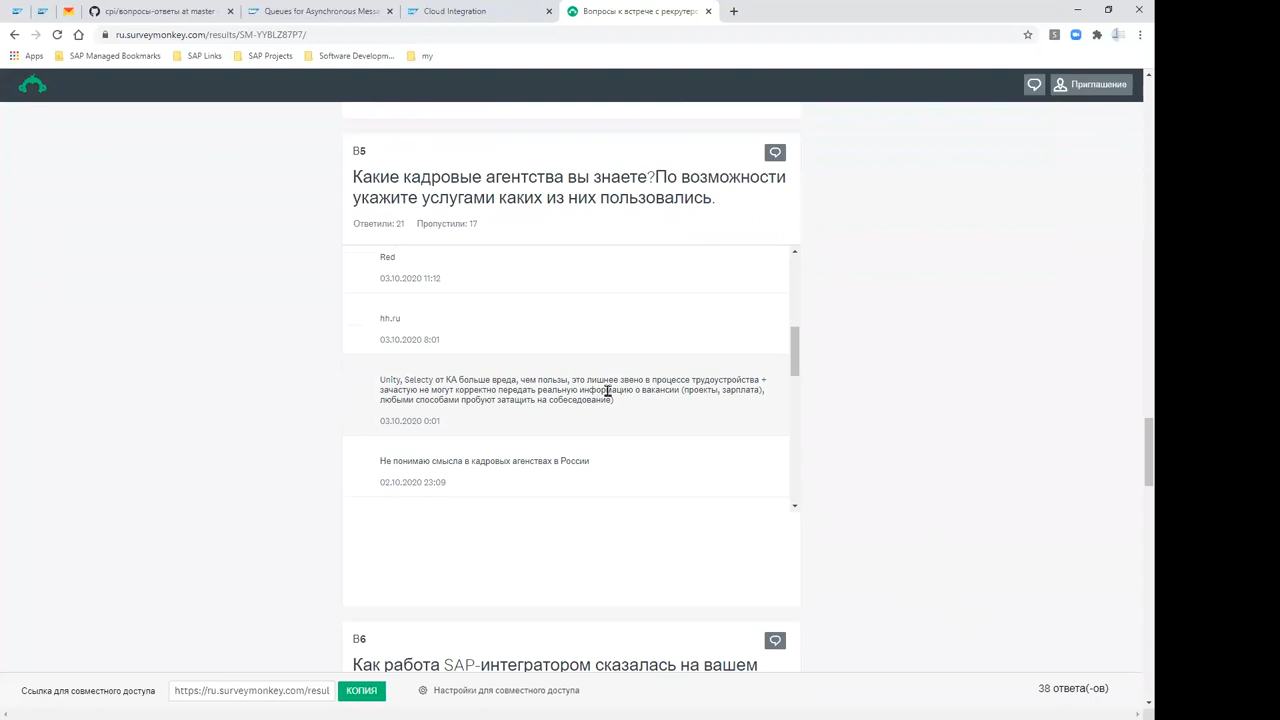 cpi/вопросы-ответы at master
Queues for Asynchronous Messa
Cloud Integration
Вопросы к встрече с рекрутеро
ru.surveymonkey.com/results/SM-YYBLZ87P7/
Apps
SAP Managed Bookmarks
SAP Links
SAP Projects
Software Developm...
my
Приглашение
В5
Какие кадровые агентства вы знаете?По возможности
укажите услугами каких из них пользовались.
Ответили: 21 Пропустили: 17
Red
03.10.2020 11:12
hh.ru
03.10.2020 8:01
Unity, Selecty от КА больше вреда, чем пользы, это лишнее звено в процессе трудоустройства +
зачастую не могут корректно передать реальную информацию о вакансии (проекты, зарплата),
любыми способами пробуют затащить на собеседование)
03.10.2020 0:01
Не понимаю смысла в кадровых агенствах в России
02.10.2020 23:09
В6
Как работа SAP-интегратором сказалась на вашем
Ссылка для совместного доступа
https://ru.surveymonkey.com/resul
КОПИЯ
Настройки для совместного доступа
38 ответа(-ов)